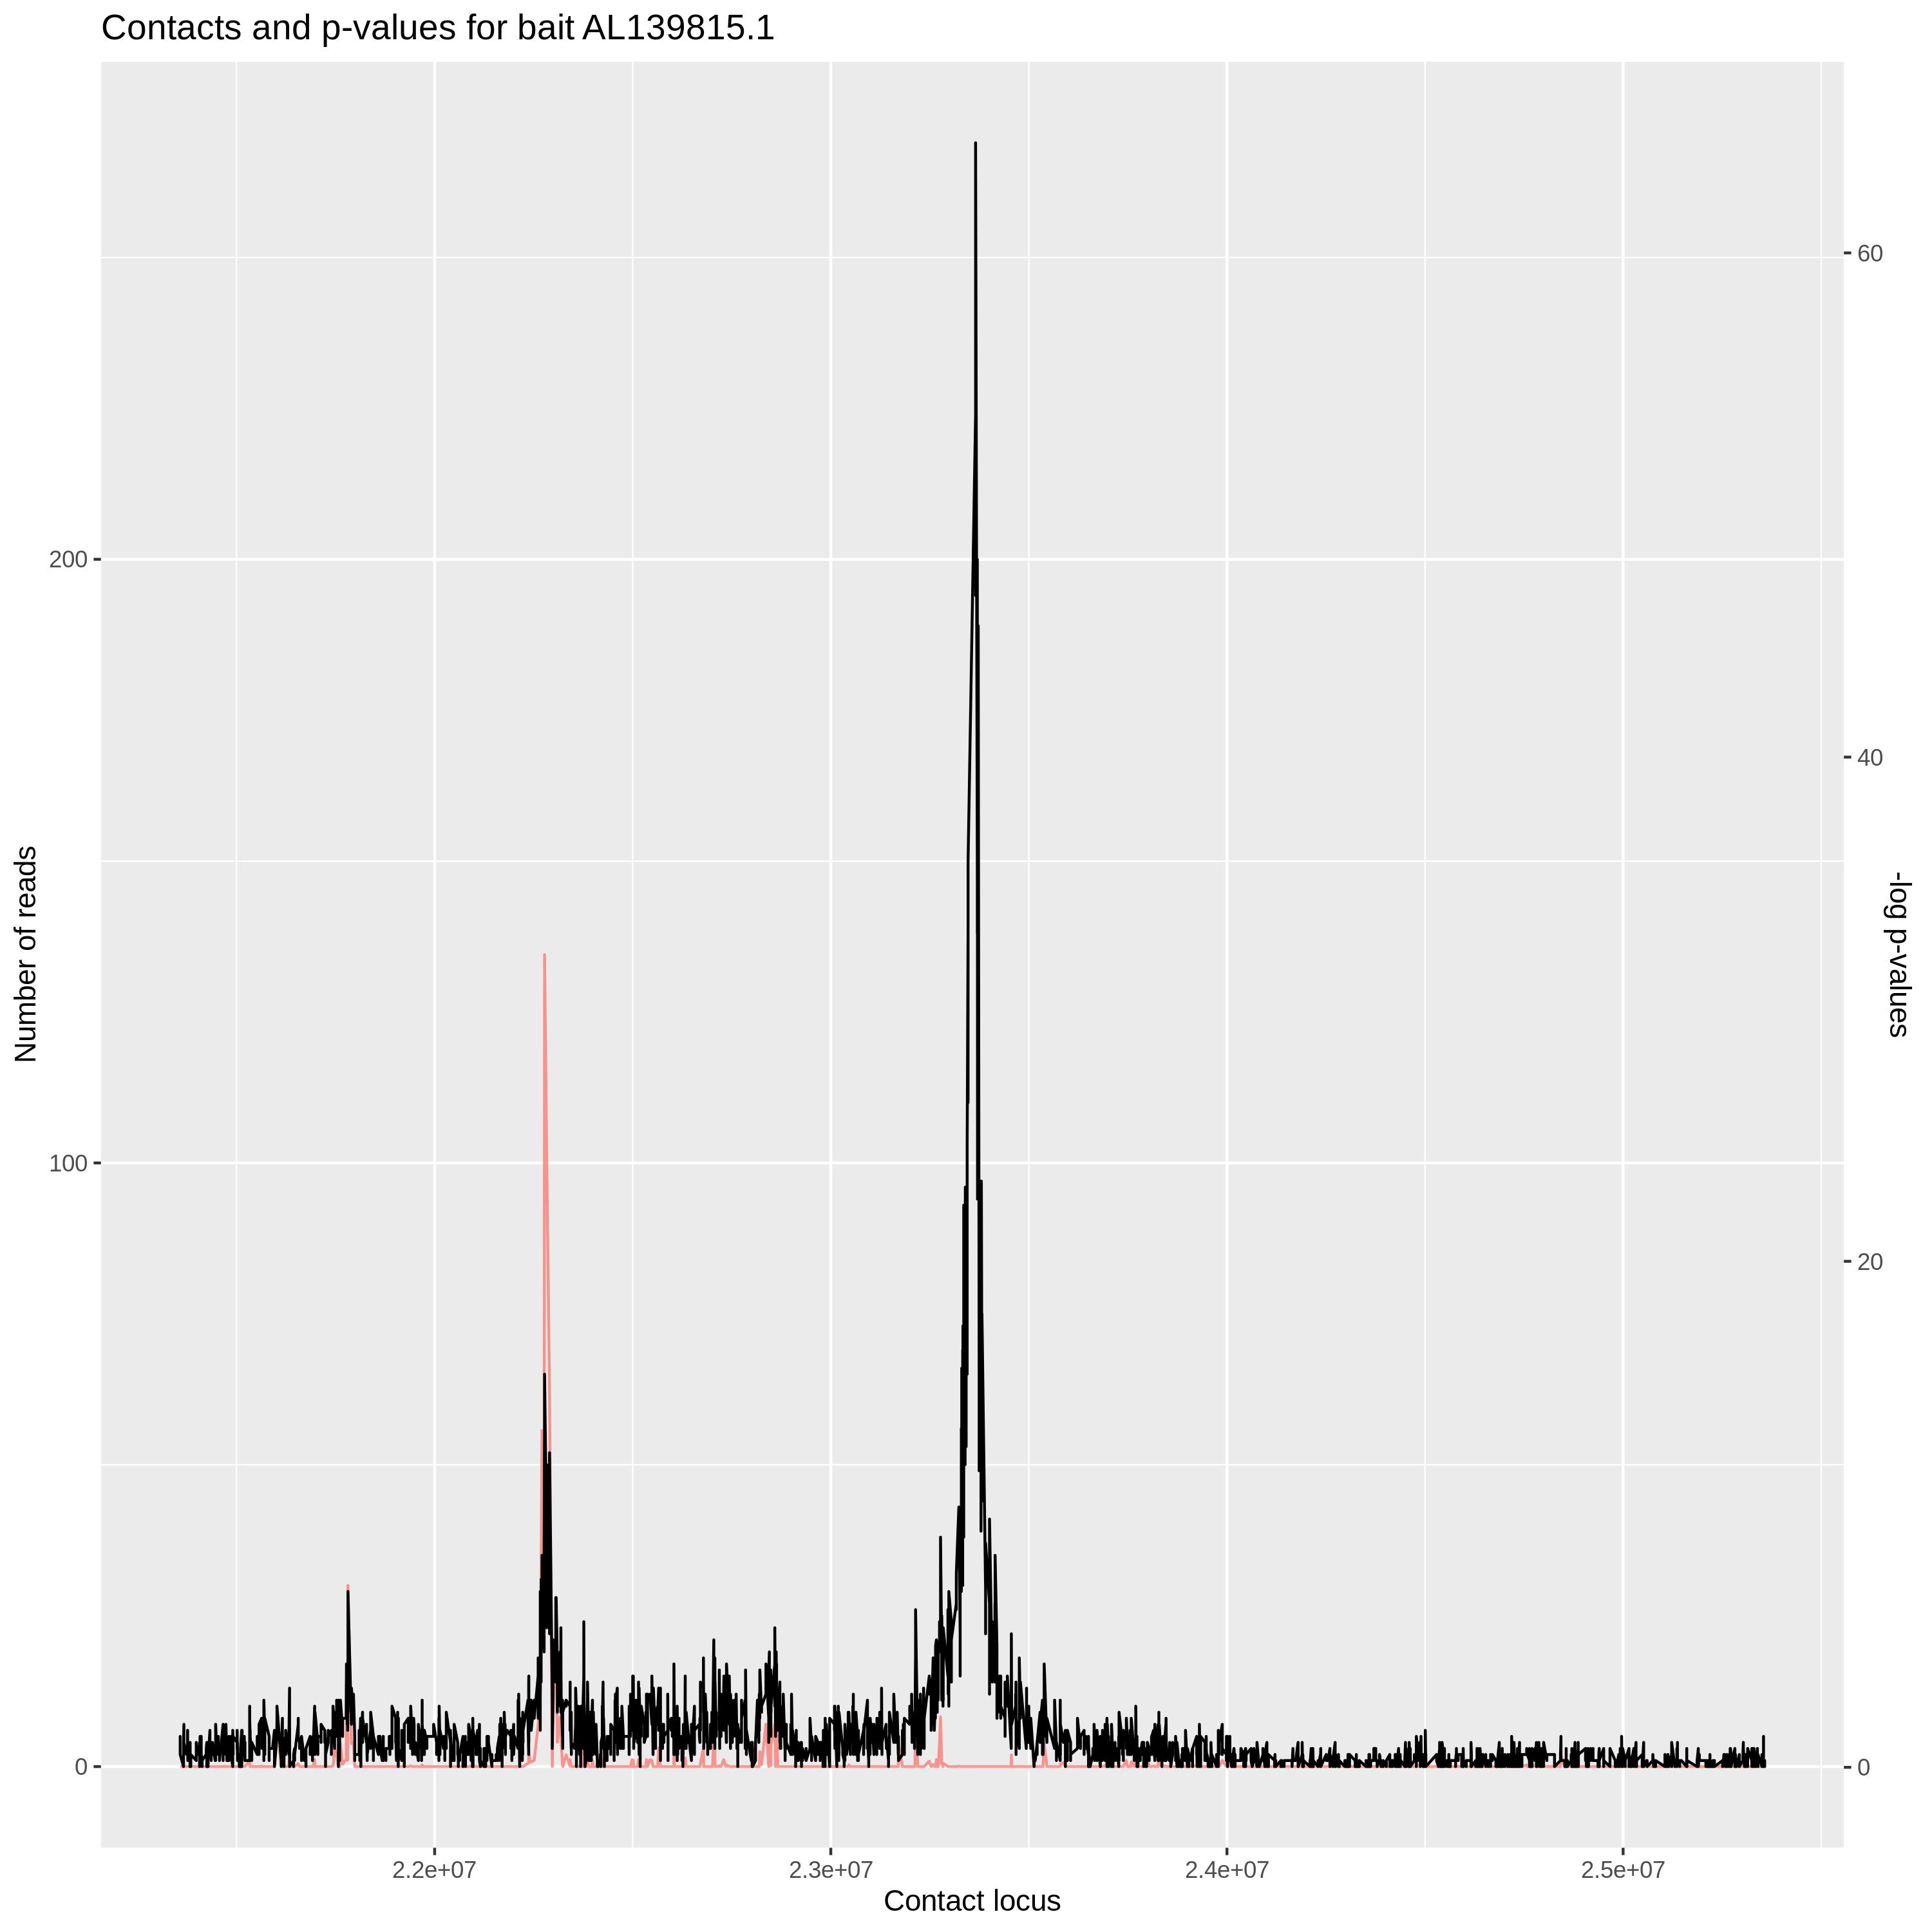 Contacts and p-values for bait AL139815.1
Number of reads
200
100
0
60
40
20
0
-log p-values
2.2e+07
2.3e+07
2.4e+07
2.5e+07
Contact locus